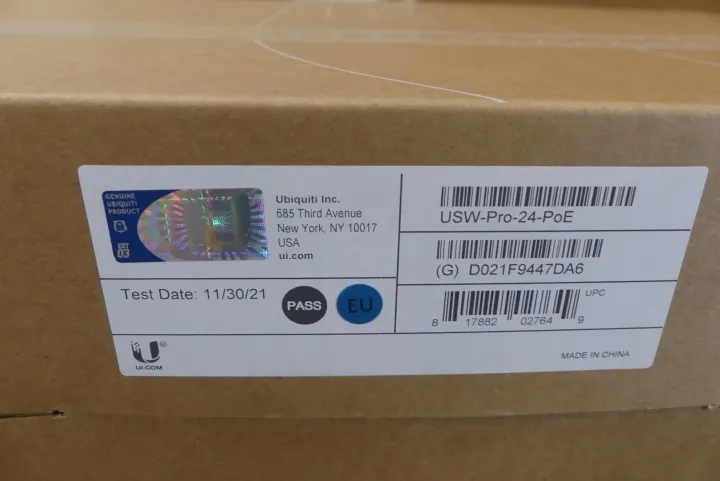 GENUINE
UBIQUITI
PRODUCT
EST
03
Ubiquiti Inc.
685 Third Avenue
New York, NY 10017
USA
ui.com
USW-Pro-24-PoE
(G) D021F9447DA6
Test Date: 11/30/21
PASS
EU
UPC
8 17882 02764 9
U®
UI.COM
MADE IN CHINA